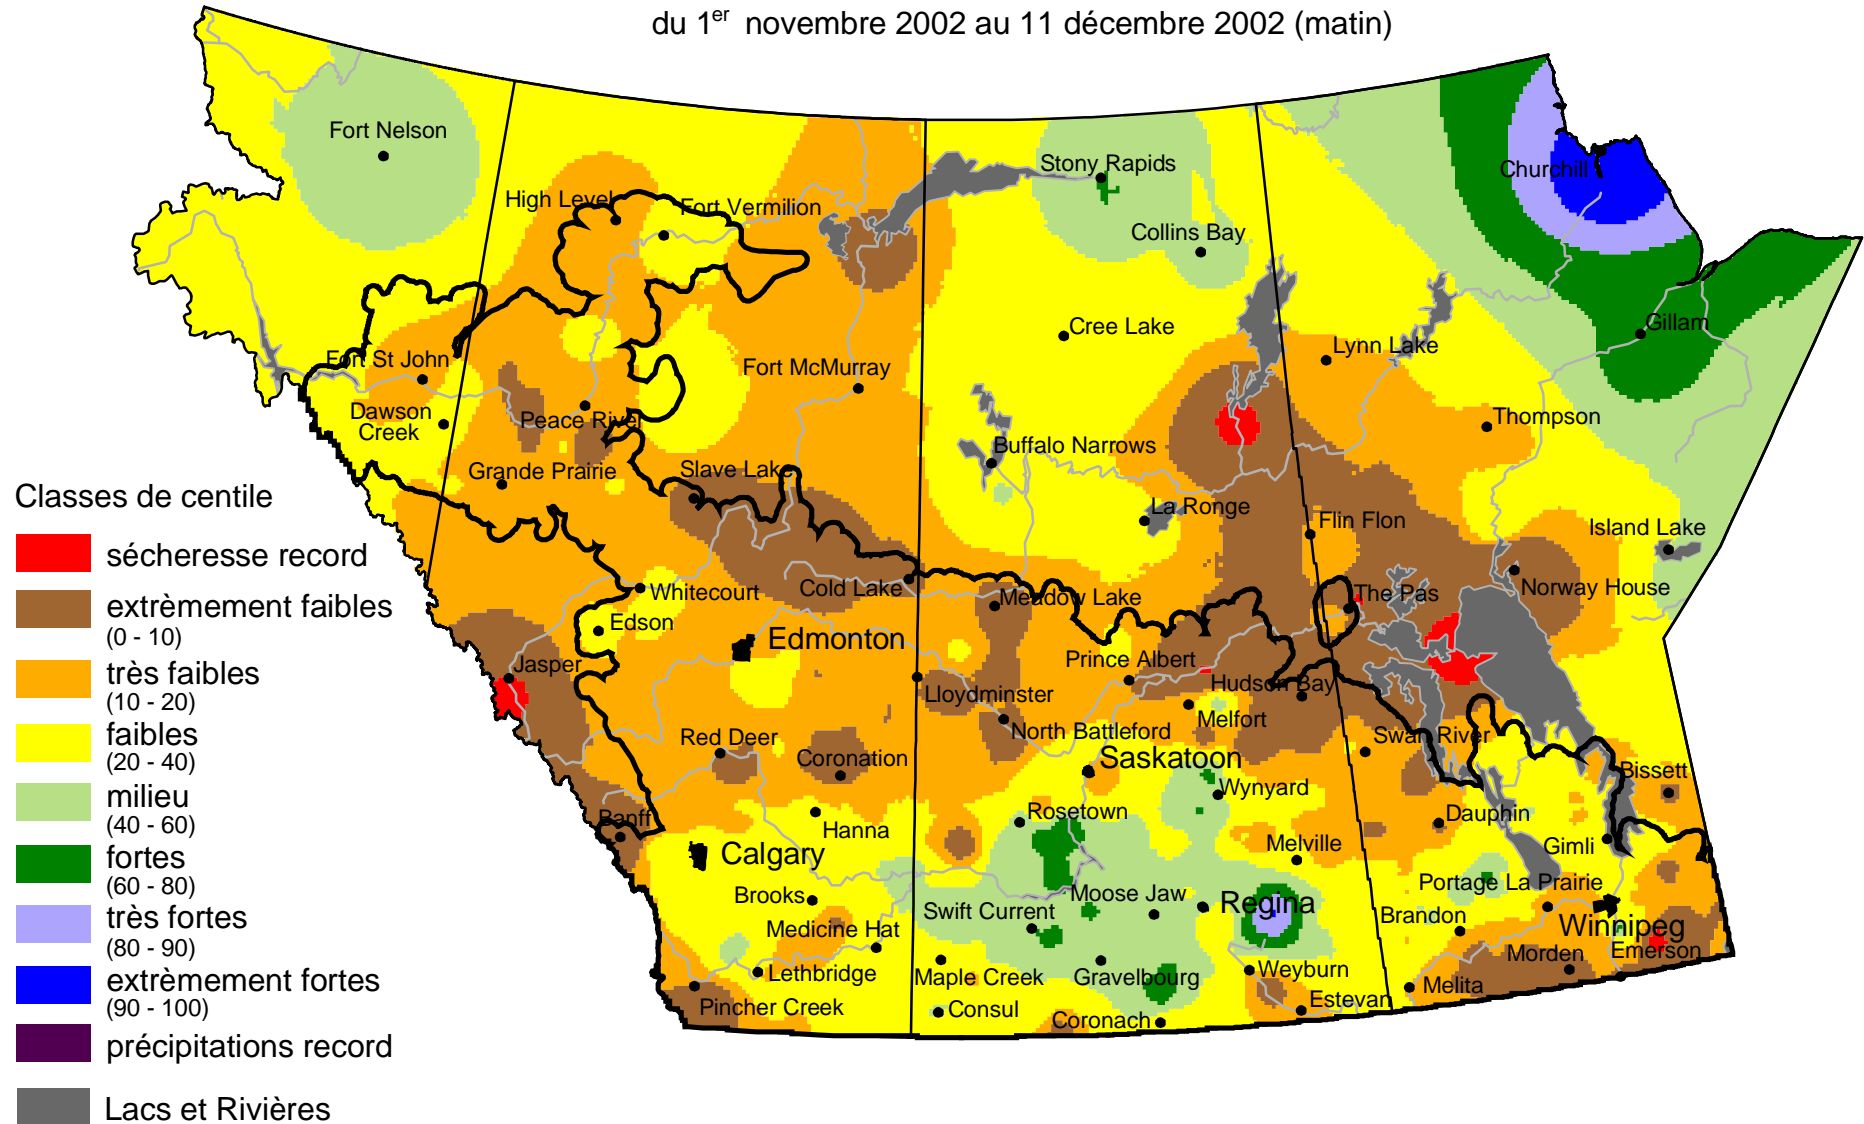 du 1er novembre 2002 au 11 décembre 2002 (matin)
Fort Nelson
Stony Rapids
Churchill
High Level
Fort Vermilion
Collins Bay
Cree Lake
Gillam
Lynn Lake
Fort St John
Fort McMurray
Dawson
Creek
Peace River
Thompson
Buffalo Narrows
Grande Prairie
Slave Lake
La Ronge
Flin Flon
Island Lake
Whitecourt
Cold Lake
Meadow Lake
The Pas
Norway House
Edson
Edmonton
Jasper
Prince Albert
Hudson Bay
Lloydminster
Melfort
North Battleford
Red Deer
Swan River
Coronation
Saskatoon
Bissett
Wynyard
Banff
Hanna
Rosetown
Dauphin
Calgary
Melville
Gimli
Brooks
Moose Jaw
Regina
Portage La Prairie
Swift Current
Brandon
Medicine Hat
Winnipeg
Lethbridge
Maple Creek
Gravelbourg
Weyburn
Morden
Emerson
Pincher Creek
Consul
Coronach
Estevan
Melita
Classes de centile
sécheresse record
extrèmement faibles
(0 - 10)
très faibles
(10 - 20)
faibles
(20 - 40)
milieu
(40 - 60)
fortes
(60 - 80)
très fortes
(80 - 90)
extrèmement fortes
(90 - 100)
précipitations record
Lacs et Rivières